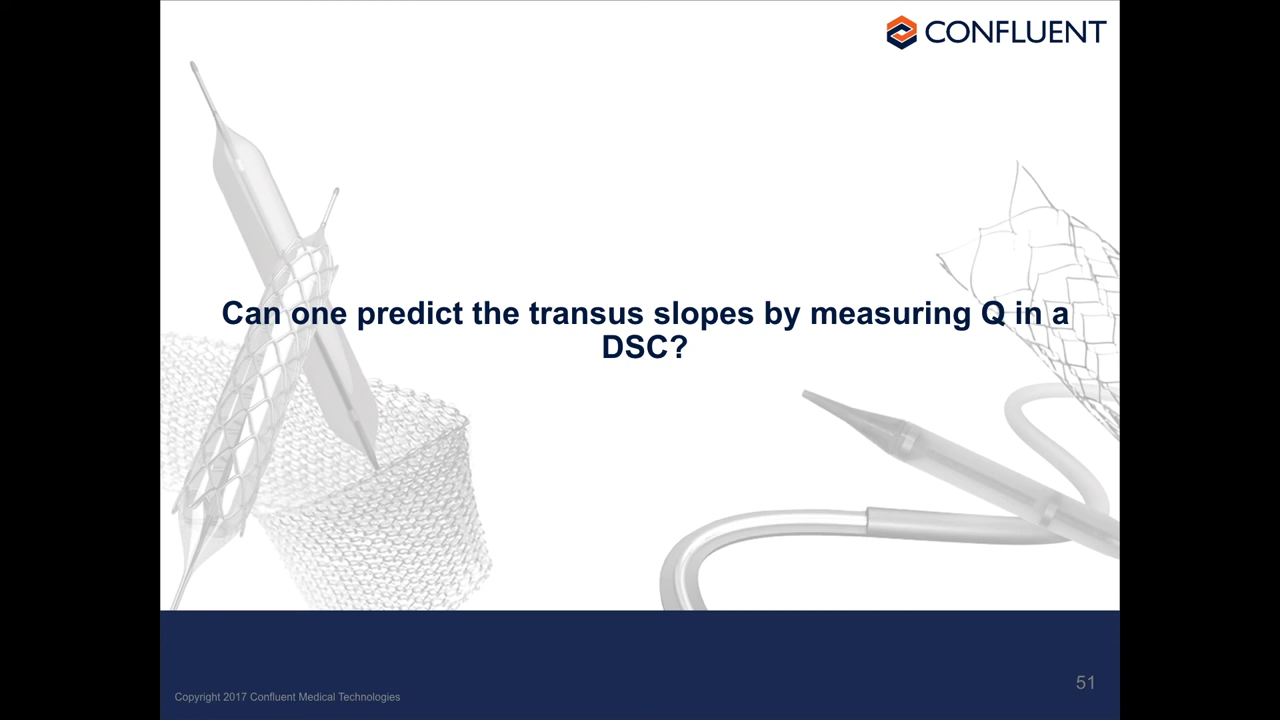 CONFLUENT
Can one predict the transus slopes by measuring Q in a
DSC?
51
Copyright 2017 Confluent Medical Technologies